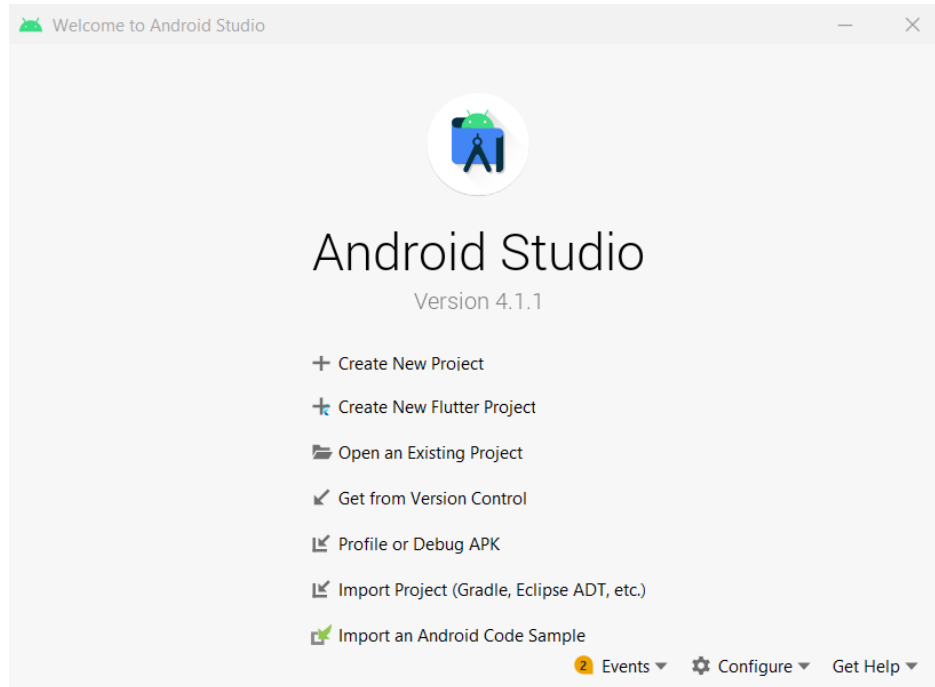 Welcome to Android Studio
Android Studio
Version 4.1.1
Create New Project
Create New Flutter Project
Open an Existing Project
Get from Version Control
Profile or Debug APK
Import Project (Gradle, Eclipse ADT, etc.)
Import an Android Code Sample
2 Events Configure Get Help